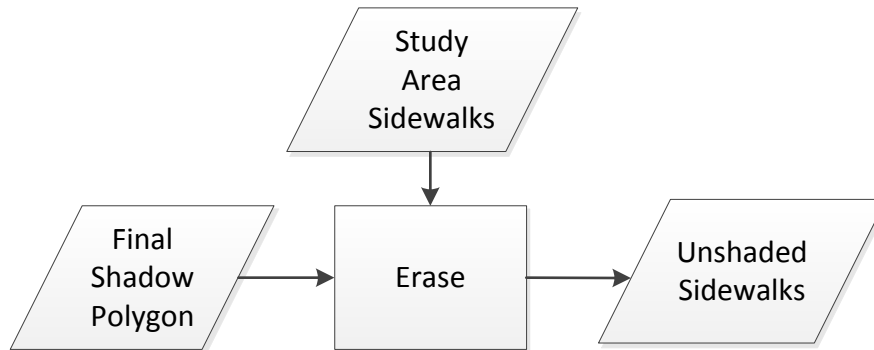 Study
Area
Sidewalks
Final
Shadow
Polygon
Erase
Unshaded
Sidewalks